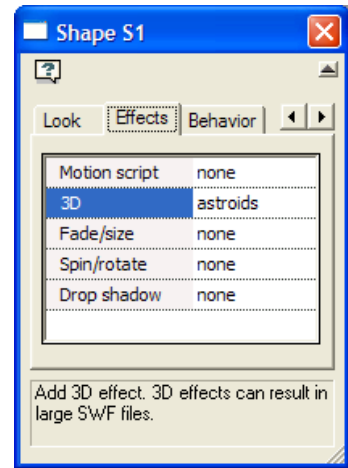 Shape S1
Look Effects Behavior
Motion script none
3D astroids
Fade/size none
Spin/rotate none
Drop shadow none
Add 3D effect. 3D effects can result in
large SWF files.